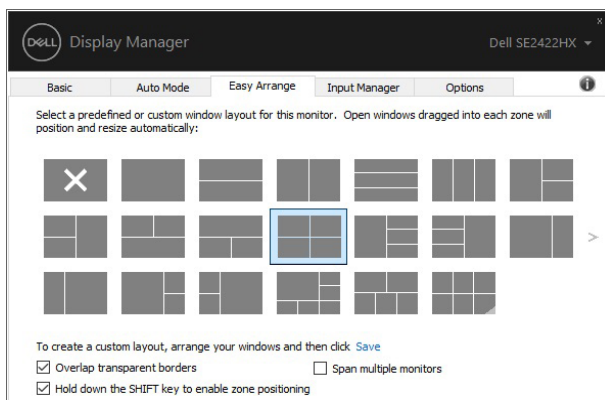 x
DELL Display Manager
Dell SE2422HX
Basic Auto Mode Easy Arrange Input Manager Options i
Select a predefined or custom window layout for this monitor. Open windows dragged into each zone will
position and resize automatically:
>
To create a custom layout, arrange your windows and then click Save
Overlap transparent borders
Span multiple monitors
Hold down the SHIFT key to enable zone positioning